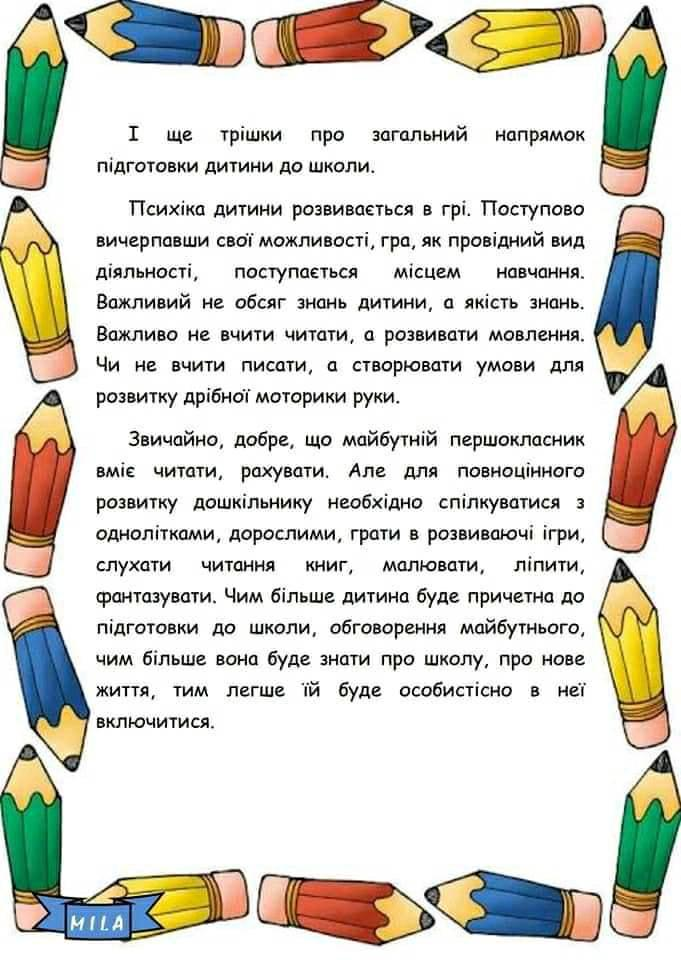 І ще трішки про загальний напрямок
підготовки дитини до школи.
Психіка дитини розвивається в грі. Поступово
вичерпавши свої можливості, гра, як провідний вид
діяльності, поступається місцем навчання.
Важливий не обсяг знань дитини, а якість знань.
Важливо не вчити читати, а розвивати мовлення.
Чи не вчити писати, а створювати умови для
розвитку дрібної моторики руки.
Звичайно, добре, що майбутній першокласник
вміє читати, рахувати. Але для повноцінного
розвитку дошкільнику необхідно спілкуватися з
однолітками, дорослими, грати в розвиваючі ігри,
слухати читання книг, малювати, ліпити,
фантазувати. Чим більше дитина буде причетна до
підготовки до школи, обговорення майбутнього,
чим більше вона буде знати про школу, про нове
життя, тим легше їй буде особистісно в неї
включитися.
MILA